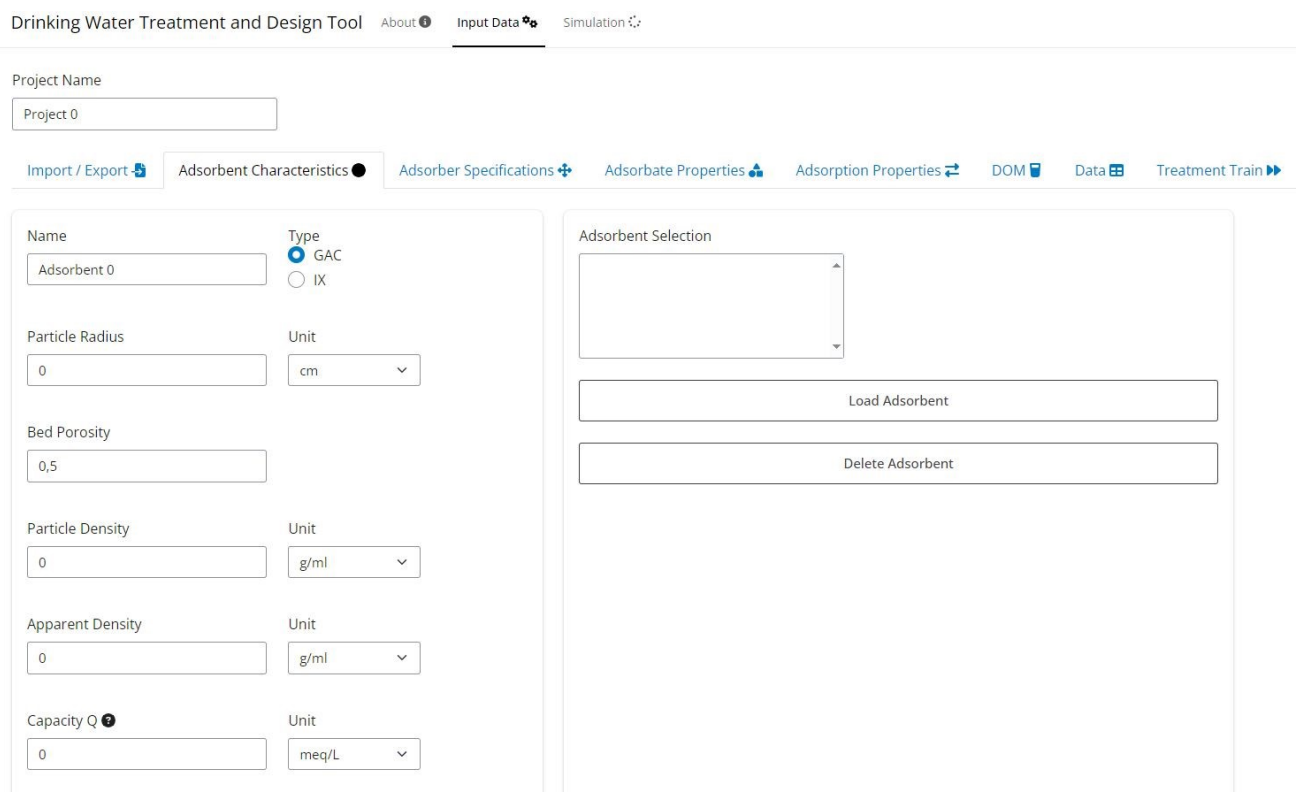 Drinking Water Treatment and Design Tool About Input Data Simulation
Project Name
Project 0
Import / Export Adsorbent Characteristics Adsorber Specifications Adsorbate Properties Adsorption Properties DOM Data Treatment Train
Name Type
Adsorbent 0
GAC
IX
Particle Radius Unit
0 cm
Bed Porosity
0,5
Particle Density Unit
0 g/ml
Apparent Density Unit
0 g/ml
Capacity Q ? Unit
0 meq/L
Adsorbent Selection
Load Adsorbent
Delete Adsorbent